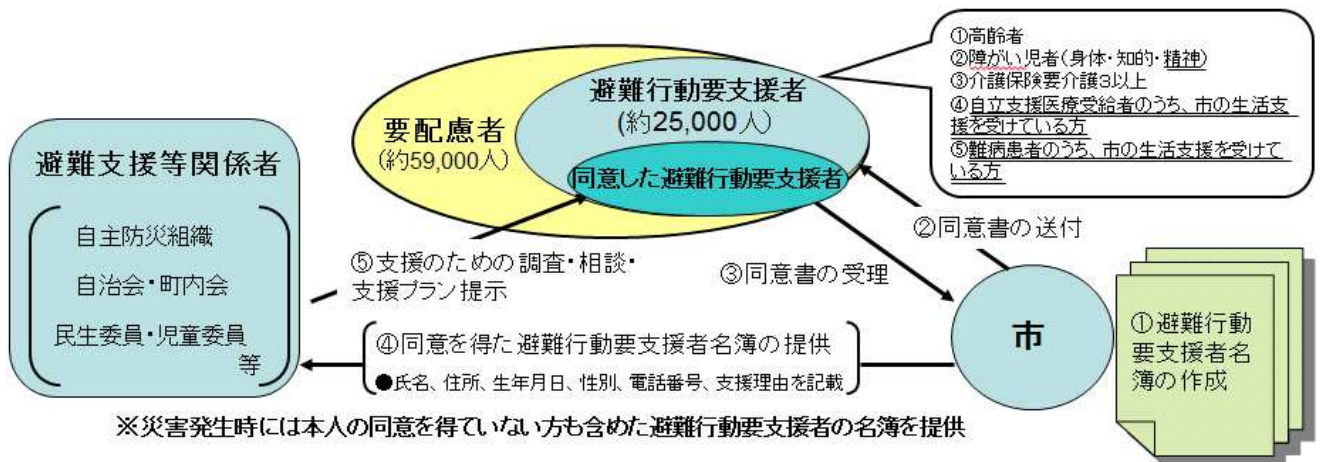 ①高齢者
②障がい児者(身体・知的・精神)
③介護保険要介護3以上
④自立支援医療受給者のうち、市の生活支
援を受けている方
⑤難病患者のうち、市の生活支援を受けて
いる方
避難行動要支援者
(約25,000人)
要配慮者
(約59,000人)
同意した避難行動要支援者
避難支援等関係者
自主防災組織
自治会・町内会
民生委員・児童委員
等
②同意書の送付
③同意書の受理
⑤支援のための調査・相談・
支援プラン提示
市
①避難行動
要支援者名
簿の作成
④同意を得た避難行動要支援者名簿の提供
●氏名、住所、生年月日、性別、電話番号、支援理由を記載
※災害発生時には本人の同意を得ていない方も含めた避難行動要支援者の名簿を提供